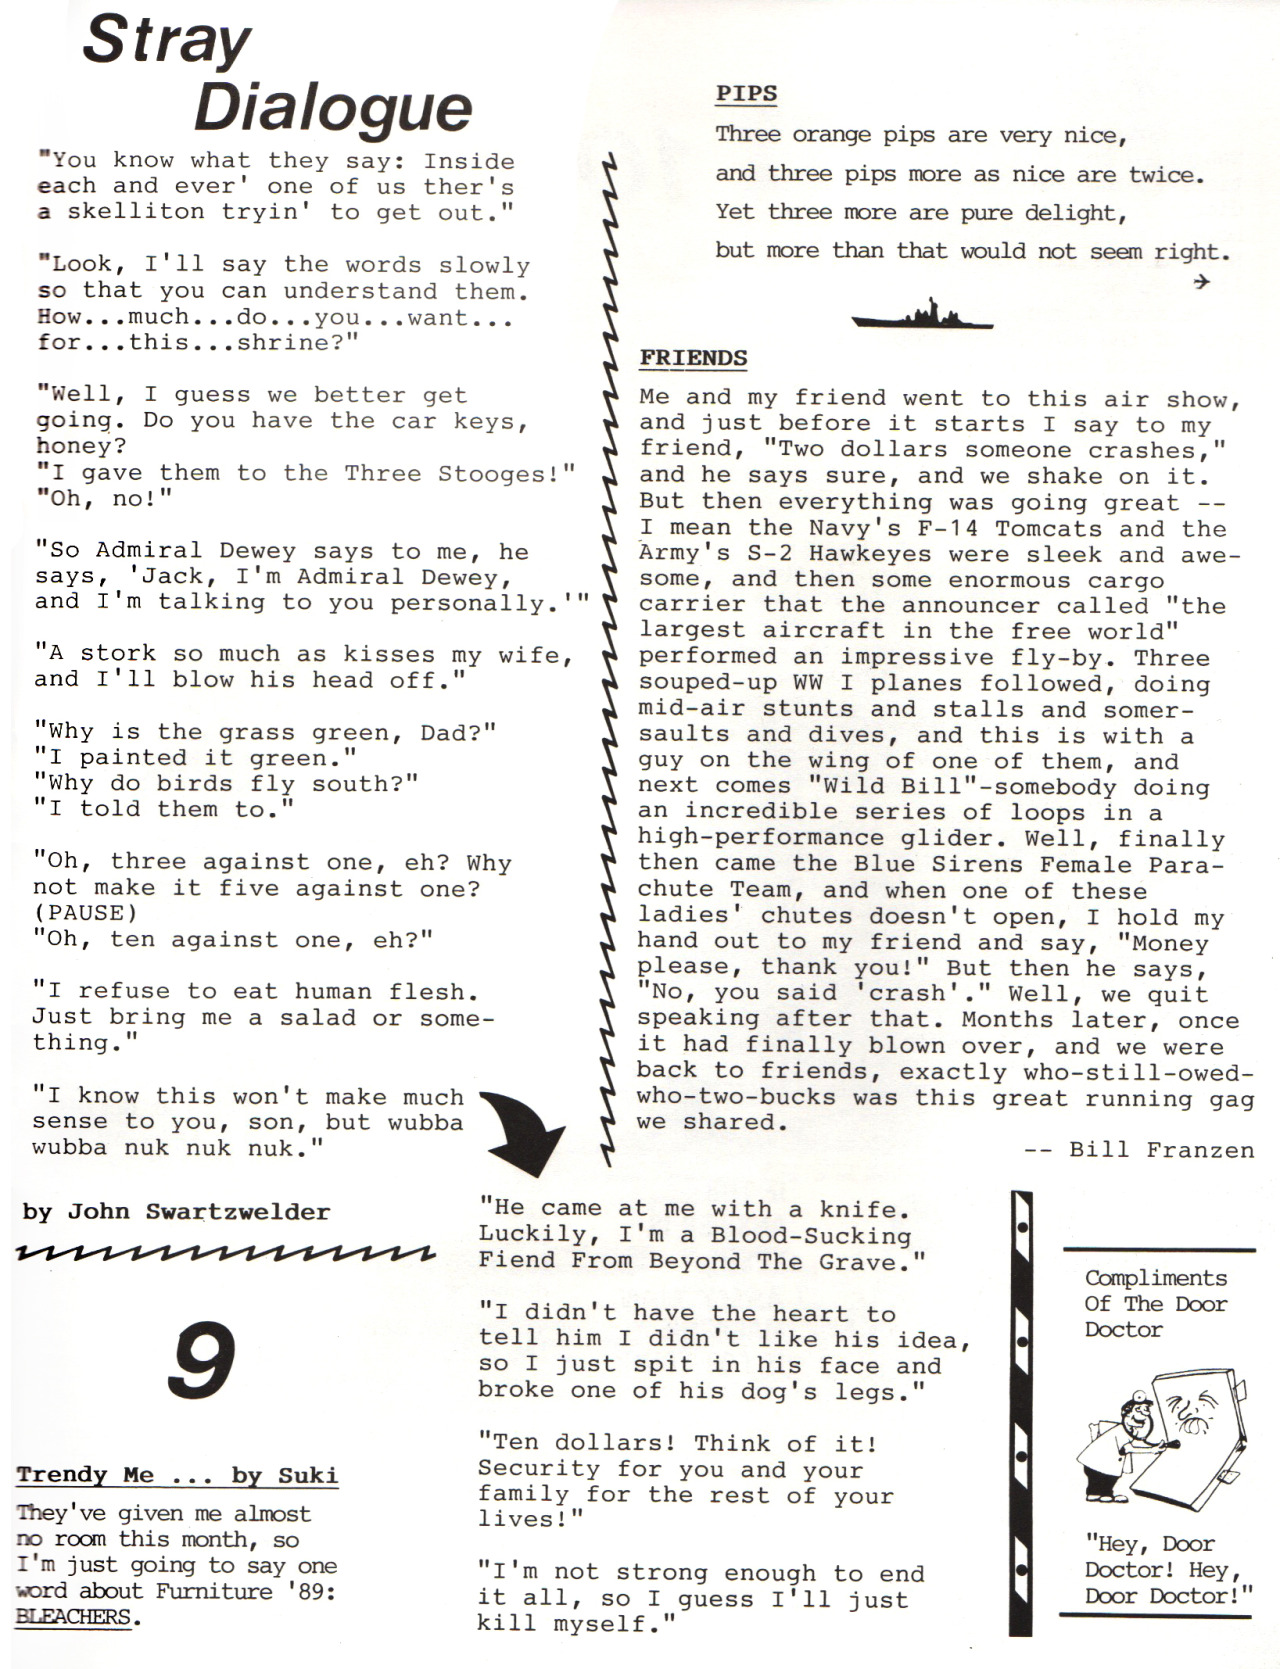 Stray
Dialogue
"You know what they say: Inside
each and ever' one of us ther's
a skelliton tryin' to get out."
"Look, I'll say the words slowly
so that you can understand them.
How...much...do...you...want...
for...this...shrine?"
"Well, I guess we better get
going. Do you have the car keys,
honey?
"I gave them to the Three Stooges!"
"Oh, no!"
"So Admiral Dewey says to me, he
says, 'Jack, I'm Admiral Dewey,
and I'm talking to you personally.'"
"A stork so much as kisses my wife,
and I'll blow his head off."
"Why is the grass green, Dad?"
"I painted it green."
"Why do birds fly south?"
"I told them to."
"Oh, three against one, eh? Why
not make it five against one?
(PAUSE)
"Oh, ten against one, eh?"
"I refuse to eat human flesh.
Just bring me a salad or some-
thing."
"I know this won't make much
sense to you, son, but wubba
wubba nuk nuk nuk."
by John Swartzwelder
"He came at me with a knife.
Luckily, I'm a Blood-Sucking
Fiend From Beyond The Grave."
"I didn't have the heart to
tell him I didn't like his idea,
so I just spit in his face and
broke one of his dog's legs."
"Ten dollars! Think of it!
Security for you and your
family for the rest of your
lives!"
"I'm not strong enough to end
it all, so I guess I'll just
kill myself."
9
Trendy Me ... by Suki
They've given me almost
no room this month, so
I'm just going to say one
word about Furniture '89:
BLEACHERS.
PIPS
Three orange pips are very nice,
and three pips more as nice are twice.
Yet three more are pure delight,
but more than that would not seem right.
FRIENDS
Me and my friend went to this air show,
and just before it starts I say to my
friend, "Two dollars someone crashes,"
and he says sure, and we shake on it.
But then everything was going great --
I mean the Navy's F-14 Tomcats and the
Army's S-2 Hawkeyes were sleek and awe-
some, and then some enormous cargo
carrier that the announcer called "the
largest aircraft in the free world"
performed an impressive fly-by. Three
souped-up WW I planes followed, doing
mid-air stunts and stalls and somer-
saults and dives, and this is with a
guy on the wing of one of them, and
next comes "Wild Bill"-somebody doing
an incredible series of loops in a
high-performance glider. Well, finally
then came the Blue Sirens Female Para-
chute Team, and when one of these
ladies' chutes doesn't open, I hold my
hand out to my friend and say, "Money
please, thank you!" But then he says,
"No, you said 'crash'." Well, we quit
speaking after that. Months later, once
it had finally blown over, and we were
back to friends, exactly who-still-owed-
who-two-bucks was this great running gag
we shared.
-- Bill Franzen
Compliments
Of The Door
Doctor
"Hey, Door
Doctor! Hey,
Door Doctor!"